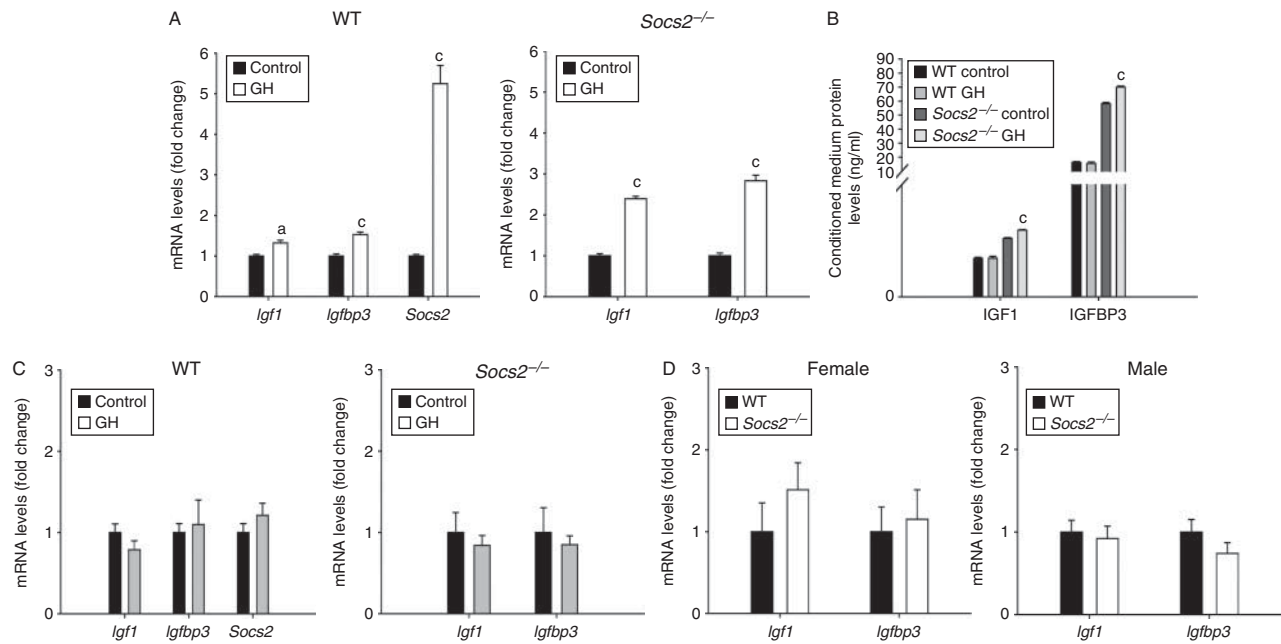 A
WT
Socs2−/−
mRNA levels (fold change)
6
5
4
3
2
1
0
Control
GH
a
c
c
Igf1
Igfbp3
Socs2
mRNA levels (fold change)
6
5
4
3
2
1
0
Control
GH
c
c
Igf1
Igfbp3
B
Conditioned medium protein
levels (ng/ml)
90
80
70
60
50
40
30
20
10
0
WT control
WT GH
Socs2−/− control
Socs2−/− GH
c
c
IGF1
IGFBP3
C
WT
mRNA levels (fold change)
3
2
1
0
Control
GH
Igf1
Igfbp3
Socs2
Socs2−/−
mRNA levels (fold change)
3
2
1
0
Control
GH
Igf1
Igfbp3
D
Female
mRNA levels (fold change)
3
2
1
0
WT
Socs2−/−
Igf1
Igfbp3
Male
mRNA levels (fold change)
3
2
1
0
WT
Socs2−/−
Igf1
Igfbp3